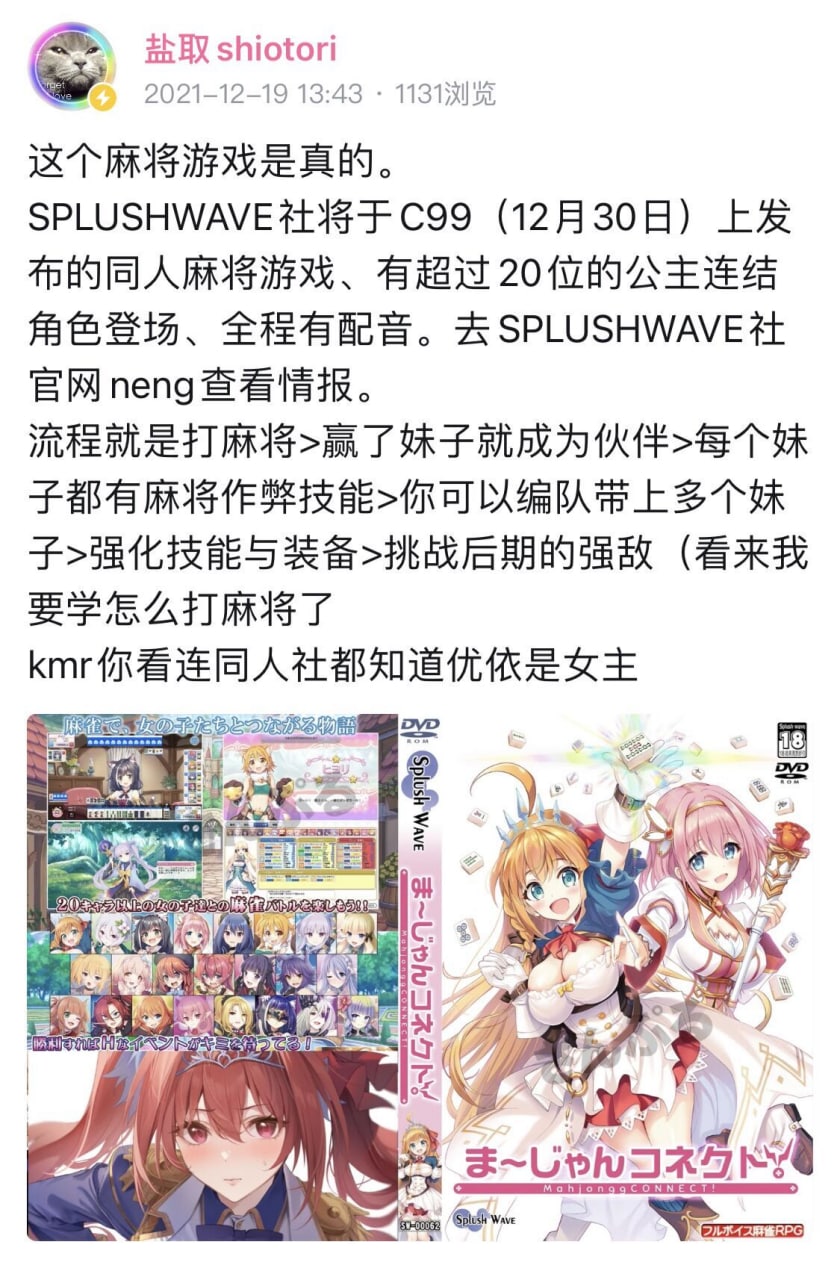 盐取 shiotori
2021-12-19 13:43 · 1131浏览
这个麻将游戏是真的。
SPLUSHWAVE社将于C99（12月30日）上发
布的同人麻将游戏、有超过20位的公主连结
角色登场、全程有配音。去SPLUSHWAVE社
官网neng查看情报。
流程就是打麻将>赢了妹子就成为伙伴>每个妹
子都有麻将作弊技能>你可以编队带上多个妹
子>强化技能与装备>挑战后期的强敌（看来我
要学怎么打麻将了
kmr你看连同人社都知道优依是女主
麻雀で、女の子たちとつながる物語
ヒヨリ
20キャラ以上の女の子達との麻雀バトルを楽しもう!!
勝利すればHなイベントがキミを待ってる!
DVD
ROM
Splush Wave
ま～じゃんコネクト!
MahjonggCONNECT!
SW-00062
Splush wave
18
DVD
ROM
さんぷる
ま～じゃんコネクト!
MahjonggCONNECT!
Splush Wave
フルボイス麻雀RPG